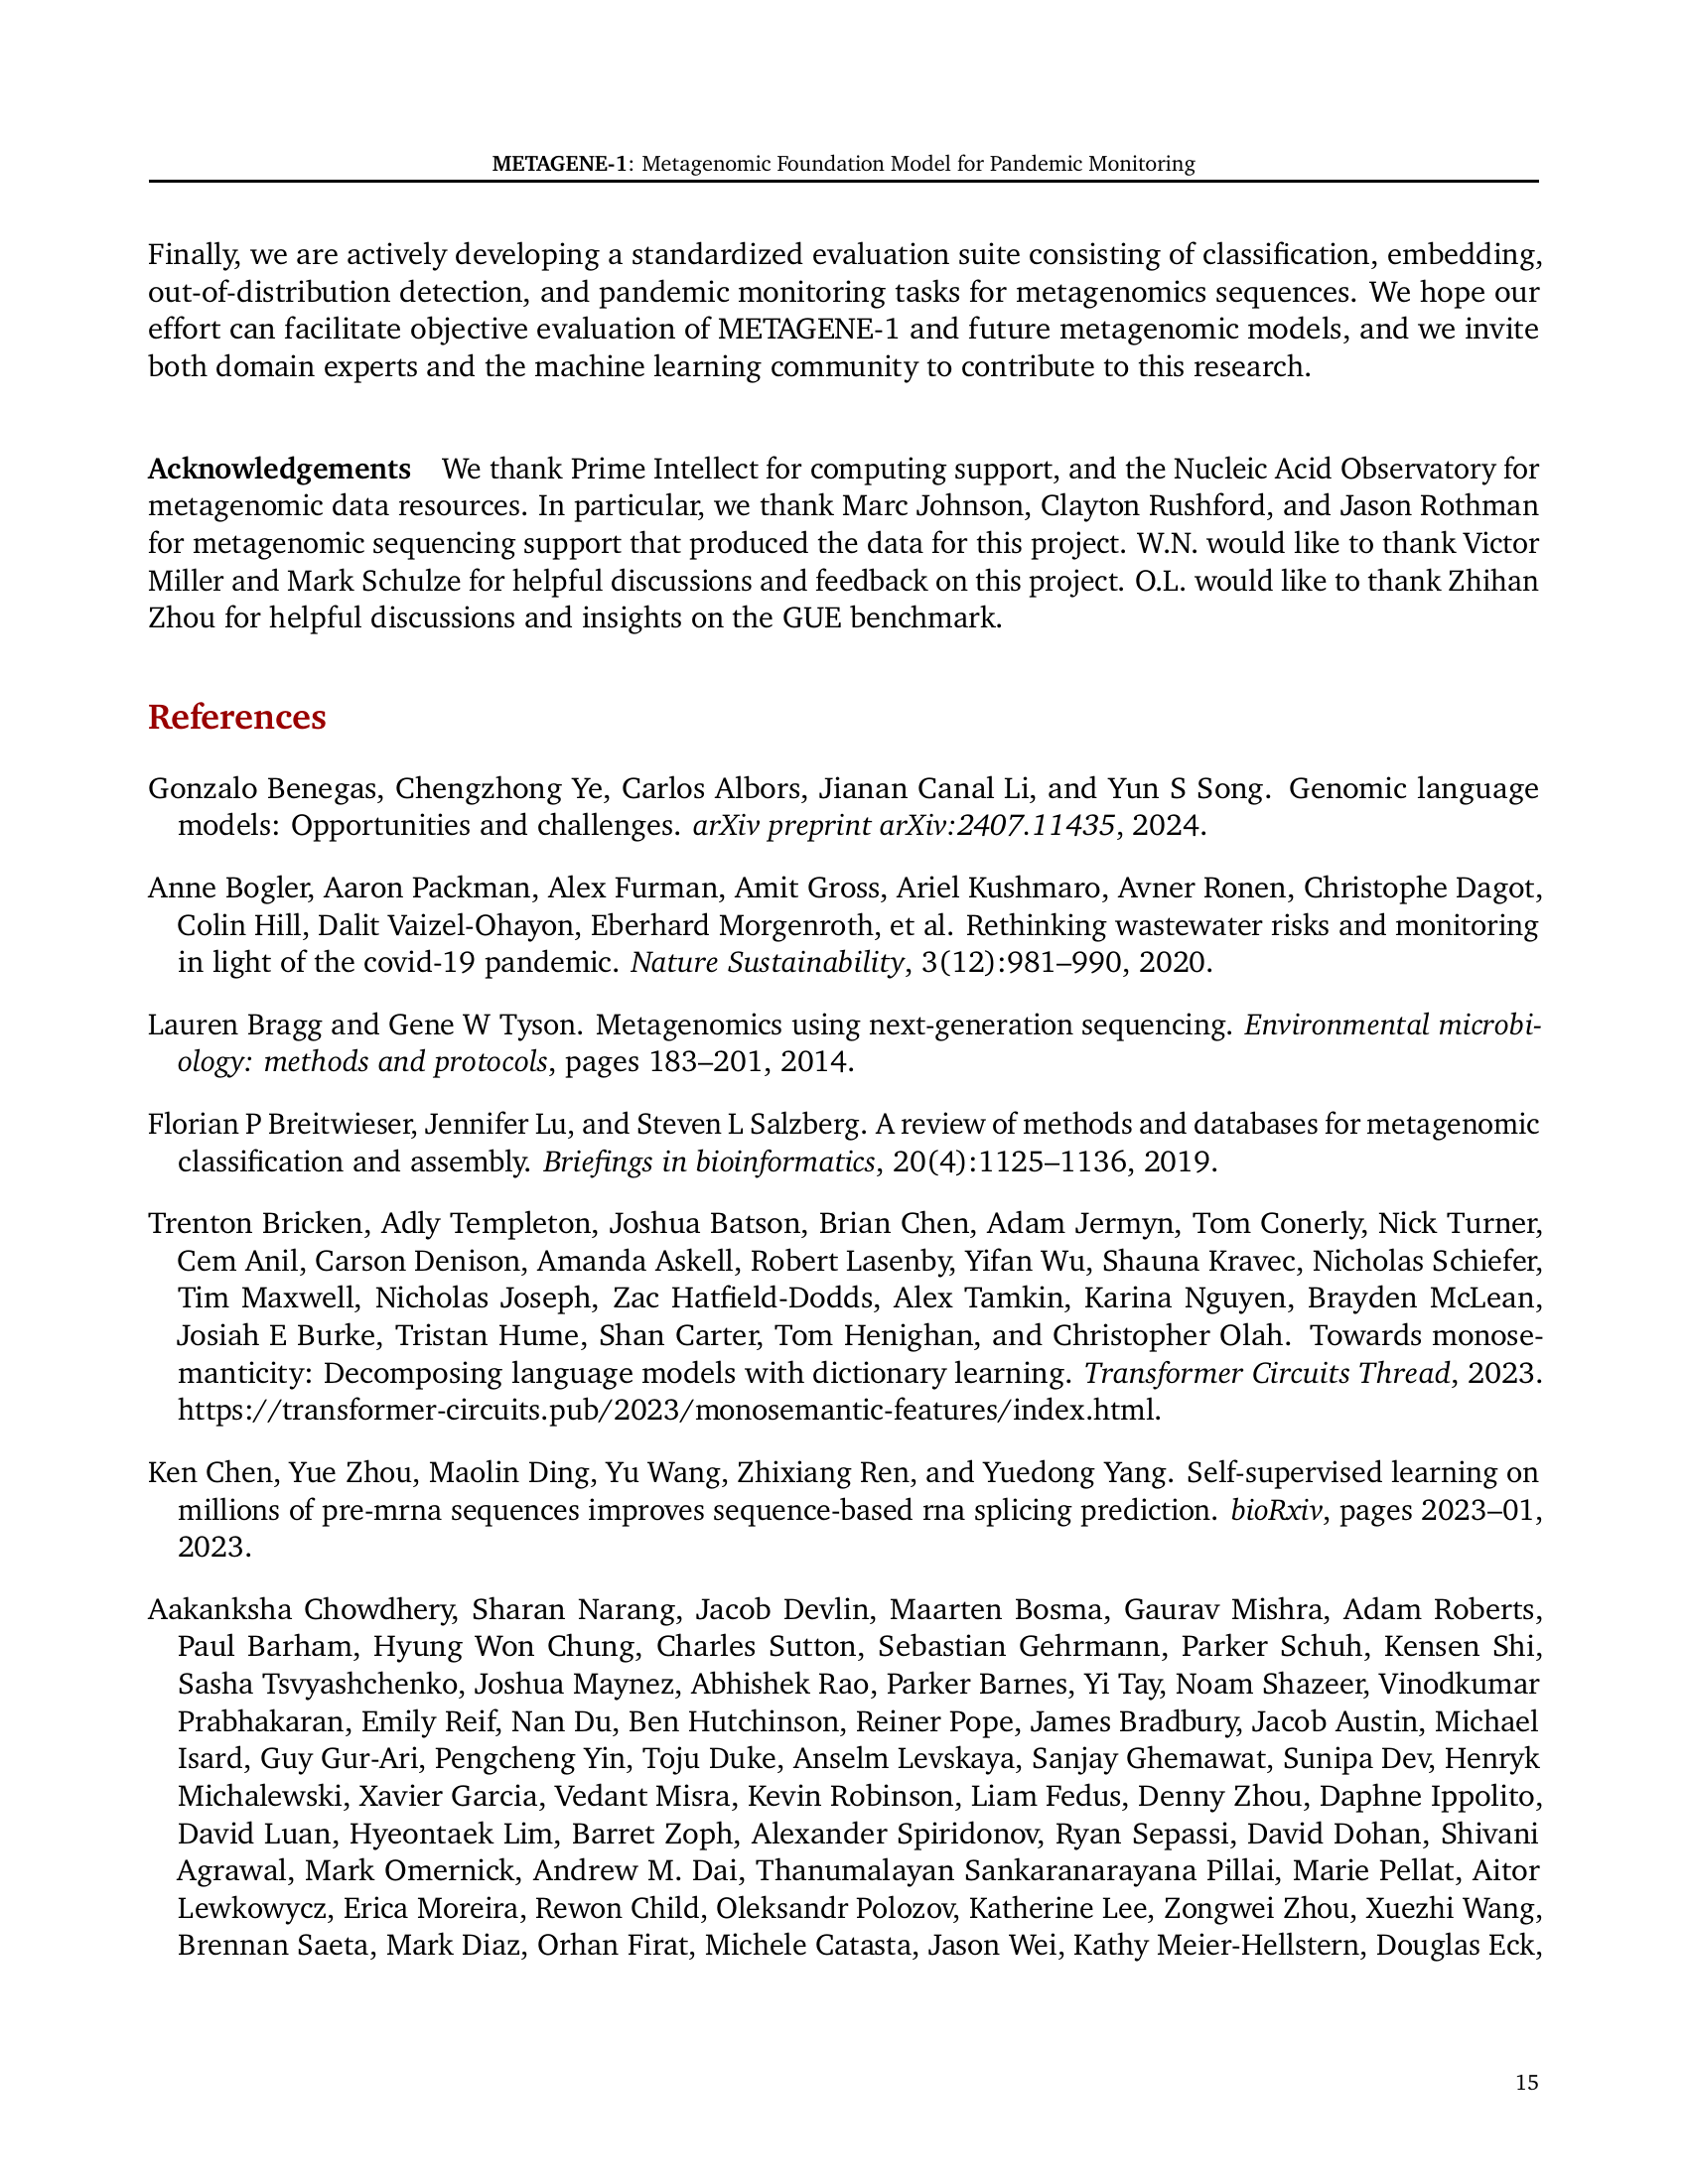 METAGENE-1: Metagenomic Foundation Model for Pandemic Monitoring
Finally, we are actively developing a standardized evaluation suite consisting of classification, embedding,
out-of-distribution detection, and pandemic monitoring tasks for metagenomics sequences. We hope our
effort can facilitate objective evaluation of METAGENE-1 and future metagenomic models, and we invite
both domain experts and the machine learning community to contribute to this research.
Acknowledgements We thank Prime Intellect for computing support, and the Nucleic Acid Observatory for
metagenomic data resources. In particular, we thank Marc Johnson, Clayton Rushford, and Jason Rothman
for metagenomic sequencing support that produced the data for this project. W.N. would like to thank Victor
Miller and Mark Schulze for helpful discussions and feedback on this project. O.L. would like to thank Zhihan
Zhou for helpful discussions and insights on the GUE benchmark.
References
Gonzalo Benegas, Chengzhong Ye, Carlos Albors, Jianan Canal Li, and Yun S Song. Genomic language
models: Opportunities and challenges. arXiv preprint arXiv:2407.11435, 2024.
Anne Bogler, Aaron Packman, Alex Furman, Amit Gross, Ariel Kushmaro, Avner Ronen, Christophe Dagot,
Colin Hill, Dalit Vaizel-Ohayon, Eberhard Morgenroth, et al. Rethinking wastewater risks and monitoring
in light of the covid-19 pandemic. Nature Sustainability, 3(12):981–990, 2020.
Lauren Bragg and Gene W Tyson. Metagenomics using next-generation sequencing. Environmental microbi-
ology: methods and protocols, pages 183–201, 2014.
Florian P Breitwieser, Jennifer Lu, and Steven L Salzberg. A review of methods and databases for metagenomic
classification and assembly. Briefings in bioinformatics, 20(4):1125–1136, 2019.
Trenton Bricken, Adly Templeton, Joshua Batson, Brian Chen, Adam Jermyn, Tom Conerly, Nick Turner,
Cem Anil, Carson Denison, Amanda Askell, Robert Lasenby, Yifan Wu, Shauna Kravec, Nicholas Schiefer,
Tim Maxwell, Nicholas Joseph, Zac Hatfield-Dodds, Alex Tamkin, Karina Nguyen, Brayden McLean,
Josiah E Burke, Tristan Hume, Shan Carter, Tom Henighan, and Christopher Olah. Towards monose-
manticity: Decomposing language models with dictionary learning. Transformer Circuits Thread, 2023.
https://transformer-circuits.pub/2023/monosemantic-features/index.html.
Ken Chen, Yue Zhou, Maolin Ding, Yu Wang, Zhixiang Ren, and Yuedong Yang. Self-supervised learning on
millions of pre-mrna sequences improves sequence-based rna splicing prediction. bioRxiv, pages 2023–01,
2023.
Aakanksha Chowdhery, Sharan Narang, Jacob Devlin, Maarten Bosma, Gaurav Mishra, Adam Roberts,
Paul Barham, Hyung Won Chung, Charles Sutton, Sebastian Gehrmann, Parker Schuh, Kensen Shi,
Sasha Tsvyashchenko, Joshua Maynez, Abhishek Rao, Parker Barnes, Yi Tay, Noam Shazeer, Vinodkumar
Prabhakaran, Emily Reif, Nan Du, Ben Hutchinson, Reiner Pope, James Bradbury, Jacob Austin, Michael
Isard, Guy Gur-Ari, Pengcheng Yin, Toju Duke, Anselm Levskaya, Sanjay Ghemawat, Sunipa Dev, Henryk
Michalewski, Xavier Garcia, Vedant Misra, Kevin Robinson, Liam Fedus, Denny Zhou, Daphne Ippolito,
David Luan, Hyeontaek Lim, Barret Zoph, Alexander Spiridonov, Ryan Sepassi, David Dohan, Shivani
Agrawal, Mark Omernick, Andrew M. Dai, Thanumalayan Sankaranarayana Pillai, Marie Pellat, Aitor
Lewkowycz, Erica Moreira, Rewon Child, Oleksandr Polozov, Katherine Lee, Zongwei Zhou, Xuezhi Wang,
Brennan Saeta, Mark Diaz, Orhan Firat, Michele Catasta, Jason Wei, Kathy Meier-Hellstern, Douglas Eck,
15